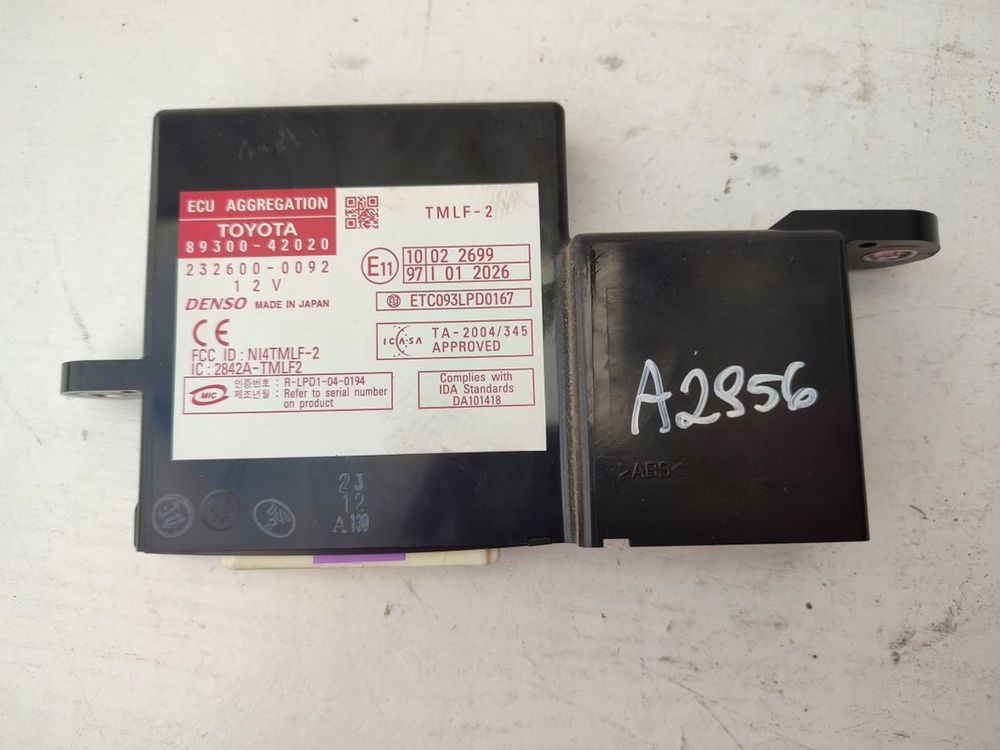 ECU AGGREGATION
TOYOTA
89300-42020
232600-0092
12V
DENSO MADE IN JAPAN
CE
FCC ID : NI4TMLF-2
IC : 2842A-TMLF2
MIC
인증번호 : R-LPD1-04-0194
제조년월 : Refer to serial number
on product
TMLF-2
E11
10 02 2699
97 I 01 2026
ETC093LPD0167
ICASA
TA-2004/345
APPROVED
Complies with
IDA Standards
DA101418
2J
12
A 130
A2956
>ABS<